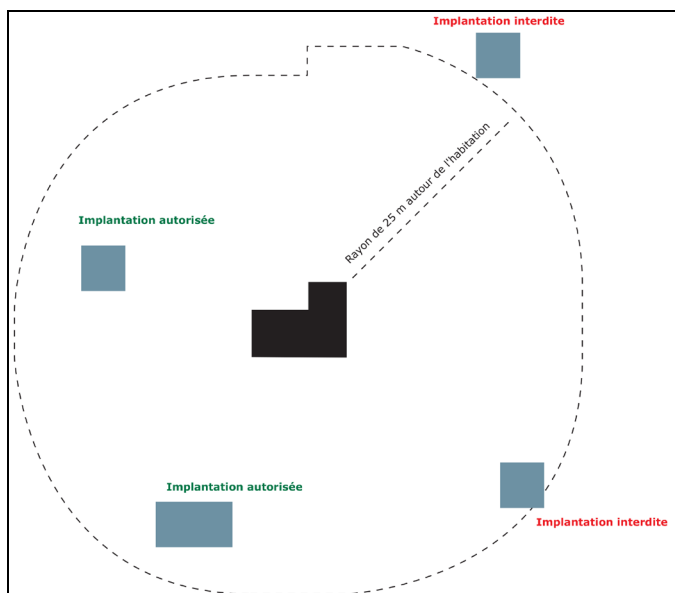 Implantation interdite
Rayon de 25 m autour de l'habitation
Implantation autorisée
Implantation autorisée
Implantation interdite